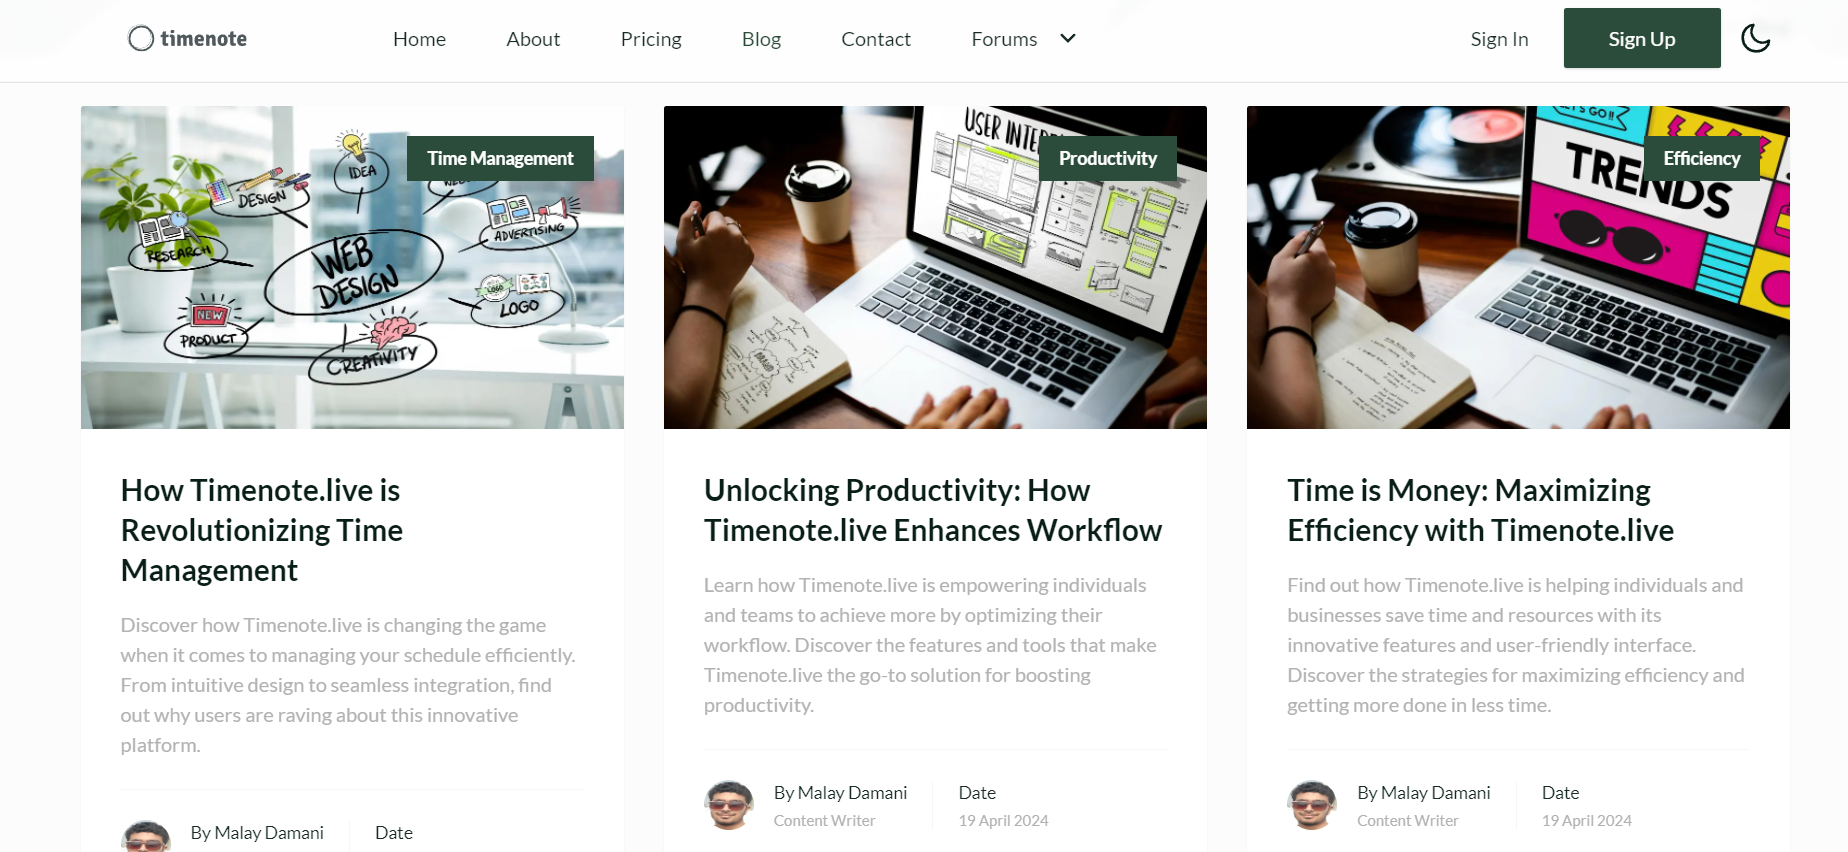 timenote
Home
About
Pricing
Blog
Contact
Forums
Sign In
Sign Up
Time Management
IDEA
DESIGN
RESEARCH
ADVERTISING
WEB
DESIGN
LOGO
LOGO
NEW
PRODUCT
CREATIVITY
How Timenote.live is
Revolutionizing Time
Management
Discover how Timenote.live is changing the game
when it comes to managing your schedule efficiently.
From intuitive design to seamless integration, find
out why users are raving about this innovative
platform.
By Malay Damani
Date
USER
Productivity
Unlocking Productivity: How
Timenote.live Enhances Workflow
Learn how Timenote.live is empowering individuals
and teams to achieve more by optimizing their
workflow. Discover the features and tools that make
Timenote.live the go-to solution for boosting
productivity.
By Malay Damani
Content Writer
Date
19 April 2024
LET'S GO!!
Efficiency
TRENDS
Time is Money: Maximizing
Efficiency with Timenote.live
Find out how Timenote.live is helping individuals and
businesses save time and resources with its
innovative features and user-friendly interface.
Discover the strategies for maximizing efficiency and
getting more done in less time.
By Malay Damani
Content Writer
Date
19 April 2024